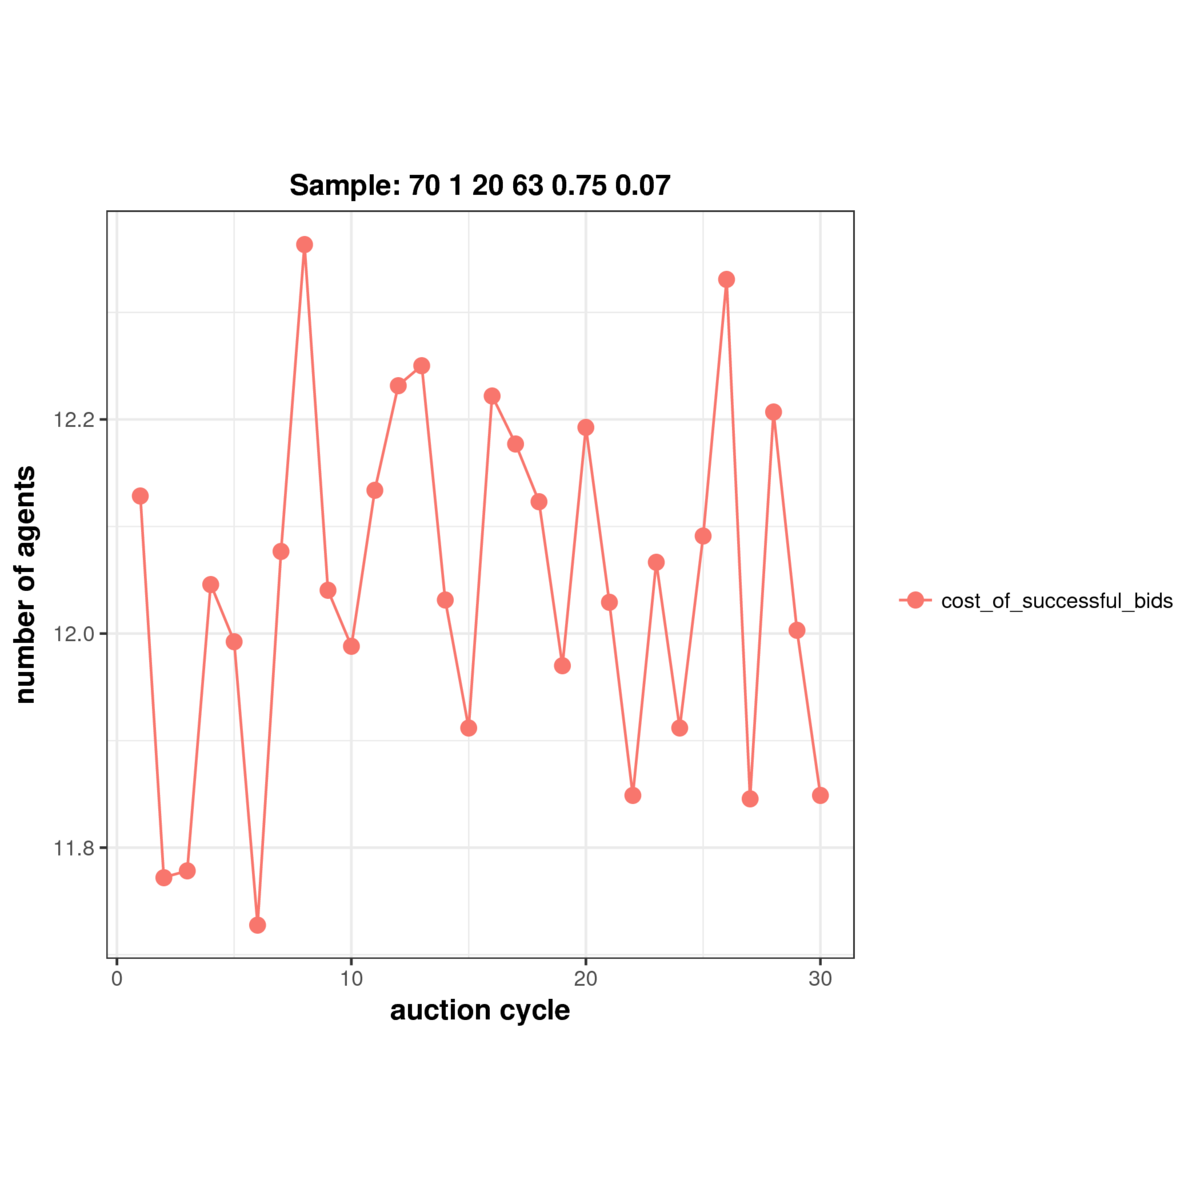 Sample: 70 1 20 63 0.75 0.07
number of agents
12.2
12.0
11.8
0 10 20 30
auction cycle
cost_of_successful_bids